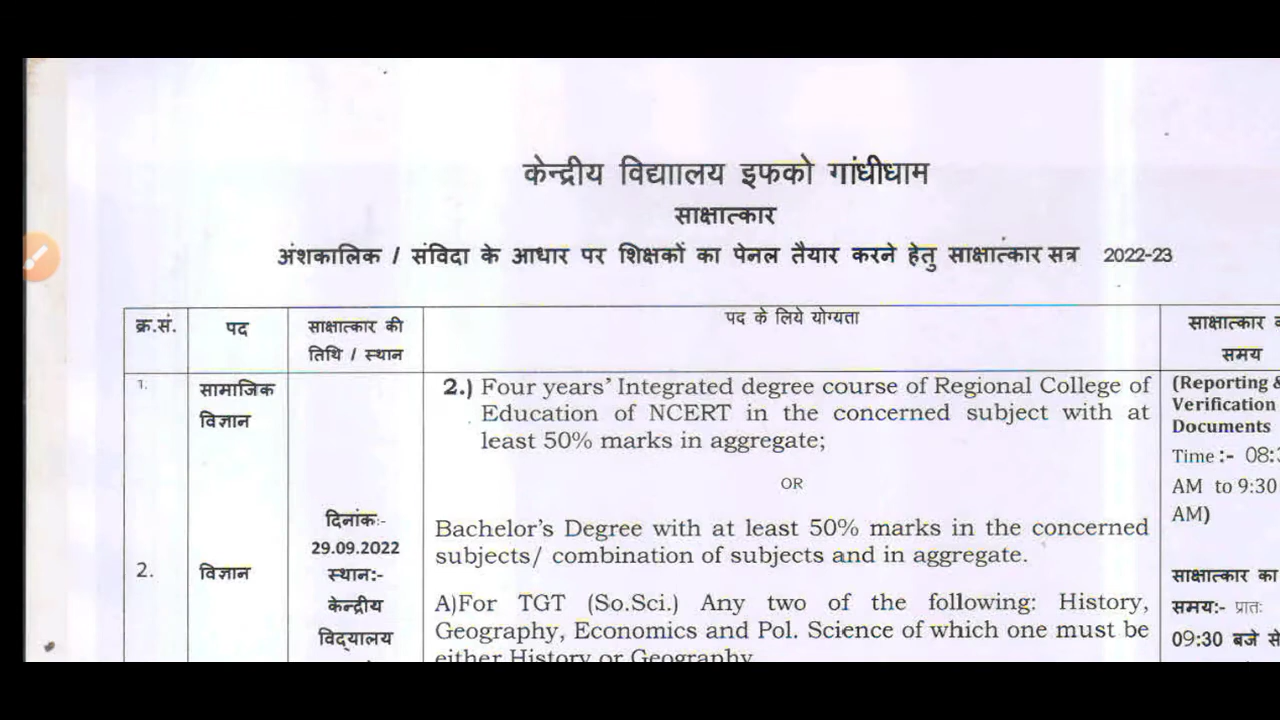 केन्द्रीय विद्याालय इफको गांधीधाम
साक्षात्कार
अंशकालिक / संविदा के आधार पर शिक्षकों का पेनल तैयार करने हेतु साक्षात्कार सत्र 2022-23
क्र.सं.
पद
साक्षात्कार की
तिथि / स्थान
पद के लिये योग्यता
साक्षात्कार
समय
1.
सामाजिक
विज्ञान
2.) Four years' Integrated degree course of Regional College of
Education of NCERT in the concerned subject with at
least 50% marks in aggregate;
OR
Bachelor's Degree with at least 50% marks in the concerned
subjects/ combination of subjects and in aggregate.
(Reporting &
Verification
Documents
Time :- 08:
AM to 9:30
AM)
दिनांकः-
29.09.2022
स्थान:-
केन्द्रीय
विद्यालय
2.
विज्ञान
A)For TGT (So.Sci.) Any two of the following: History,
Geography, Economics and Pol. Science of which one must be
either History or Geography
साक्षात्कार का
समय:- प्रातः
09:30 बजे से